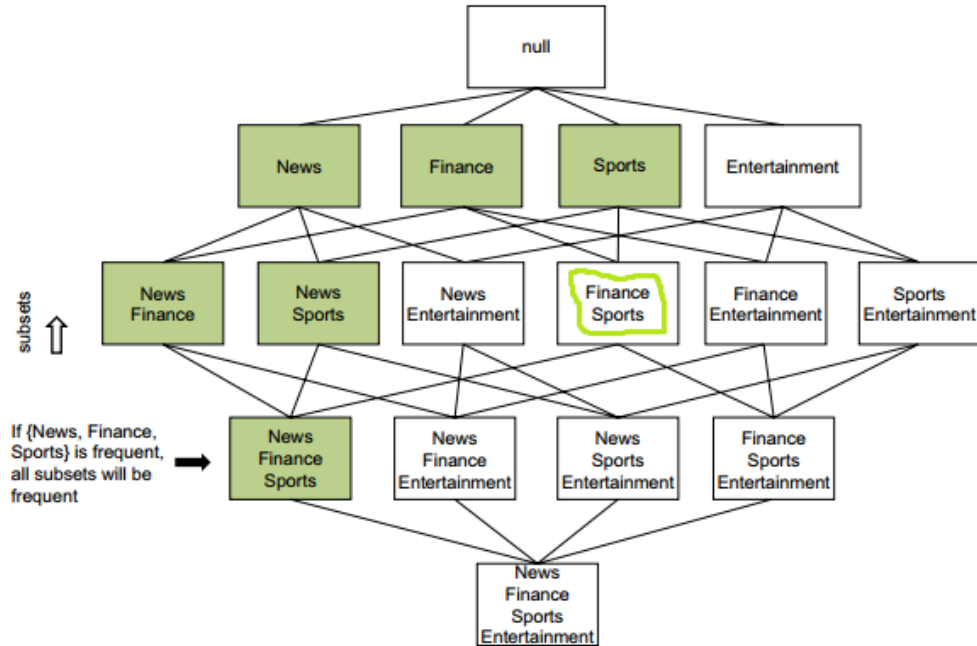 null
News
Finance
Sports
Entertainment
News
Finance
News
Sports
News
Entertainment
Finance
Sports
Finance
Entertainment
Sports
Entertainment
subsets
If {News, Finance,
Sports} is frequent,
all subsets will be
frequent
News
Finance
Sports
News
Finance
Entertainment
News
Sports
Entertainment
Finance
Sports
Entertainment
News
Finance
Sports
Entertainment